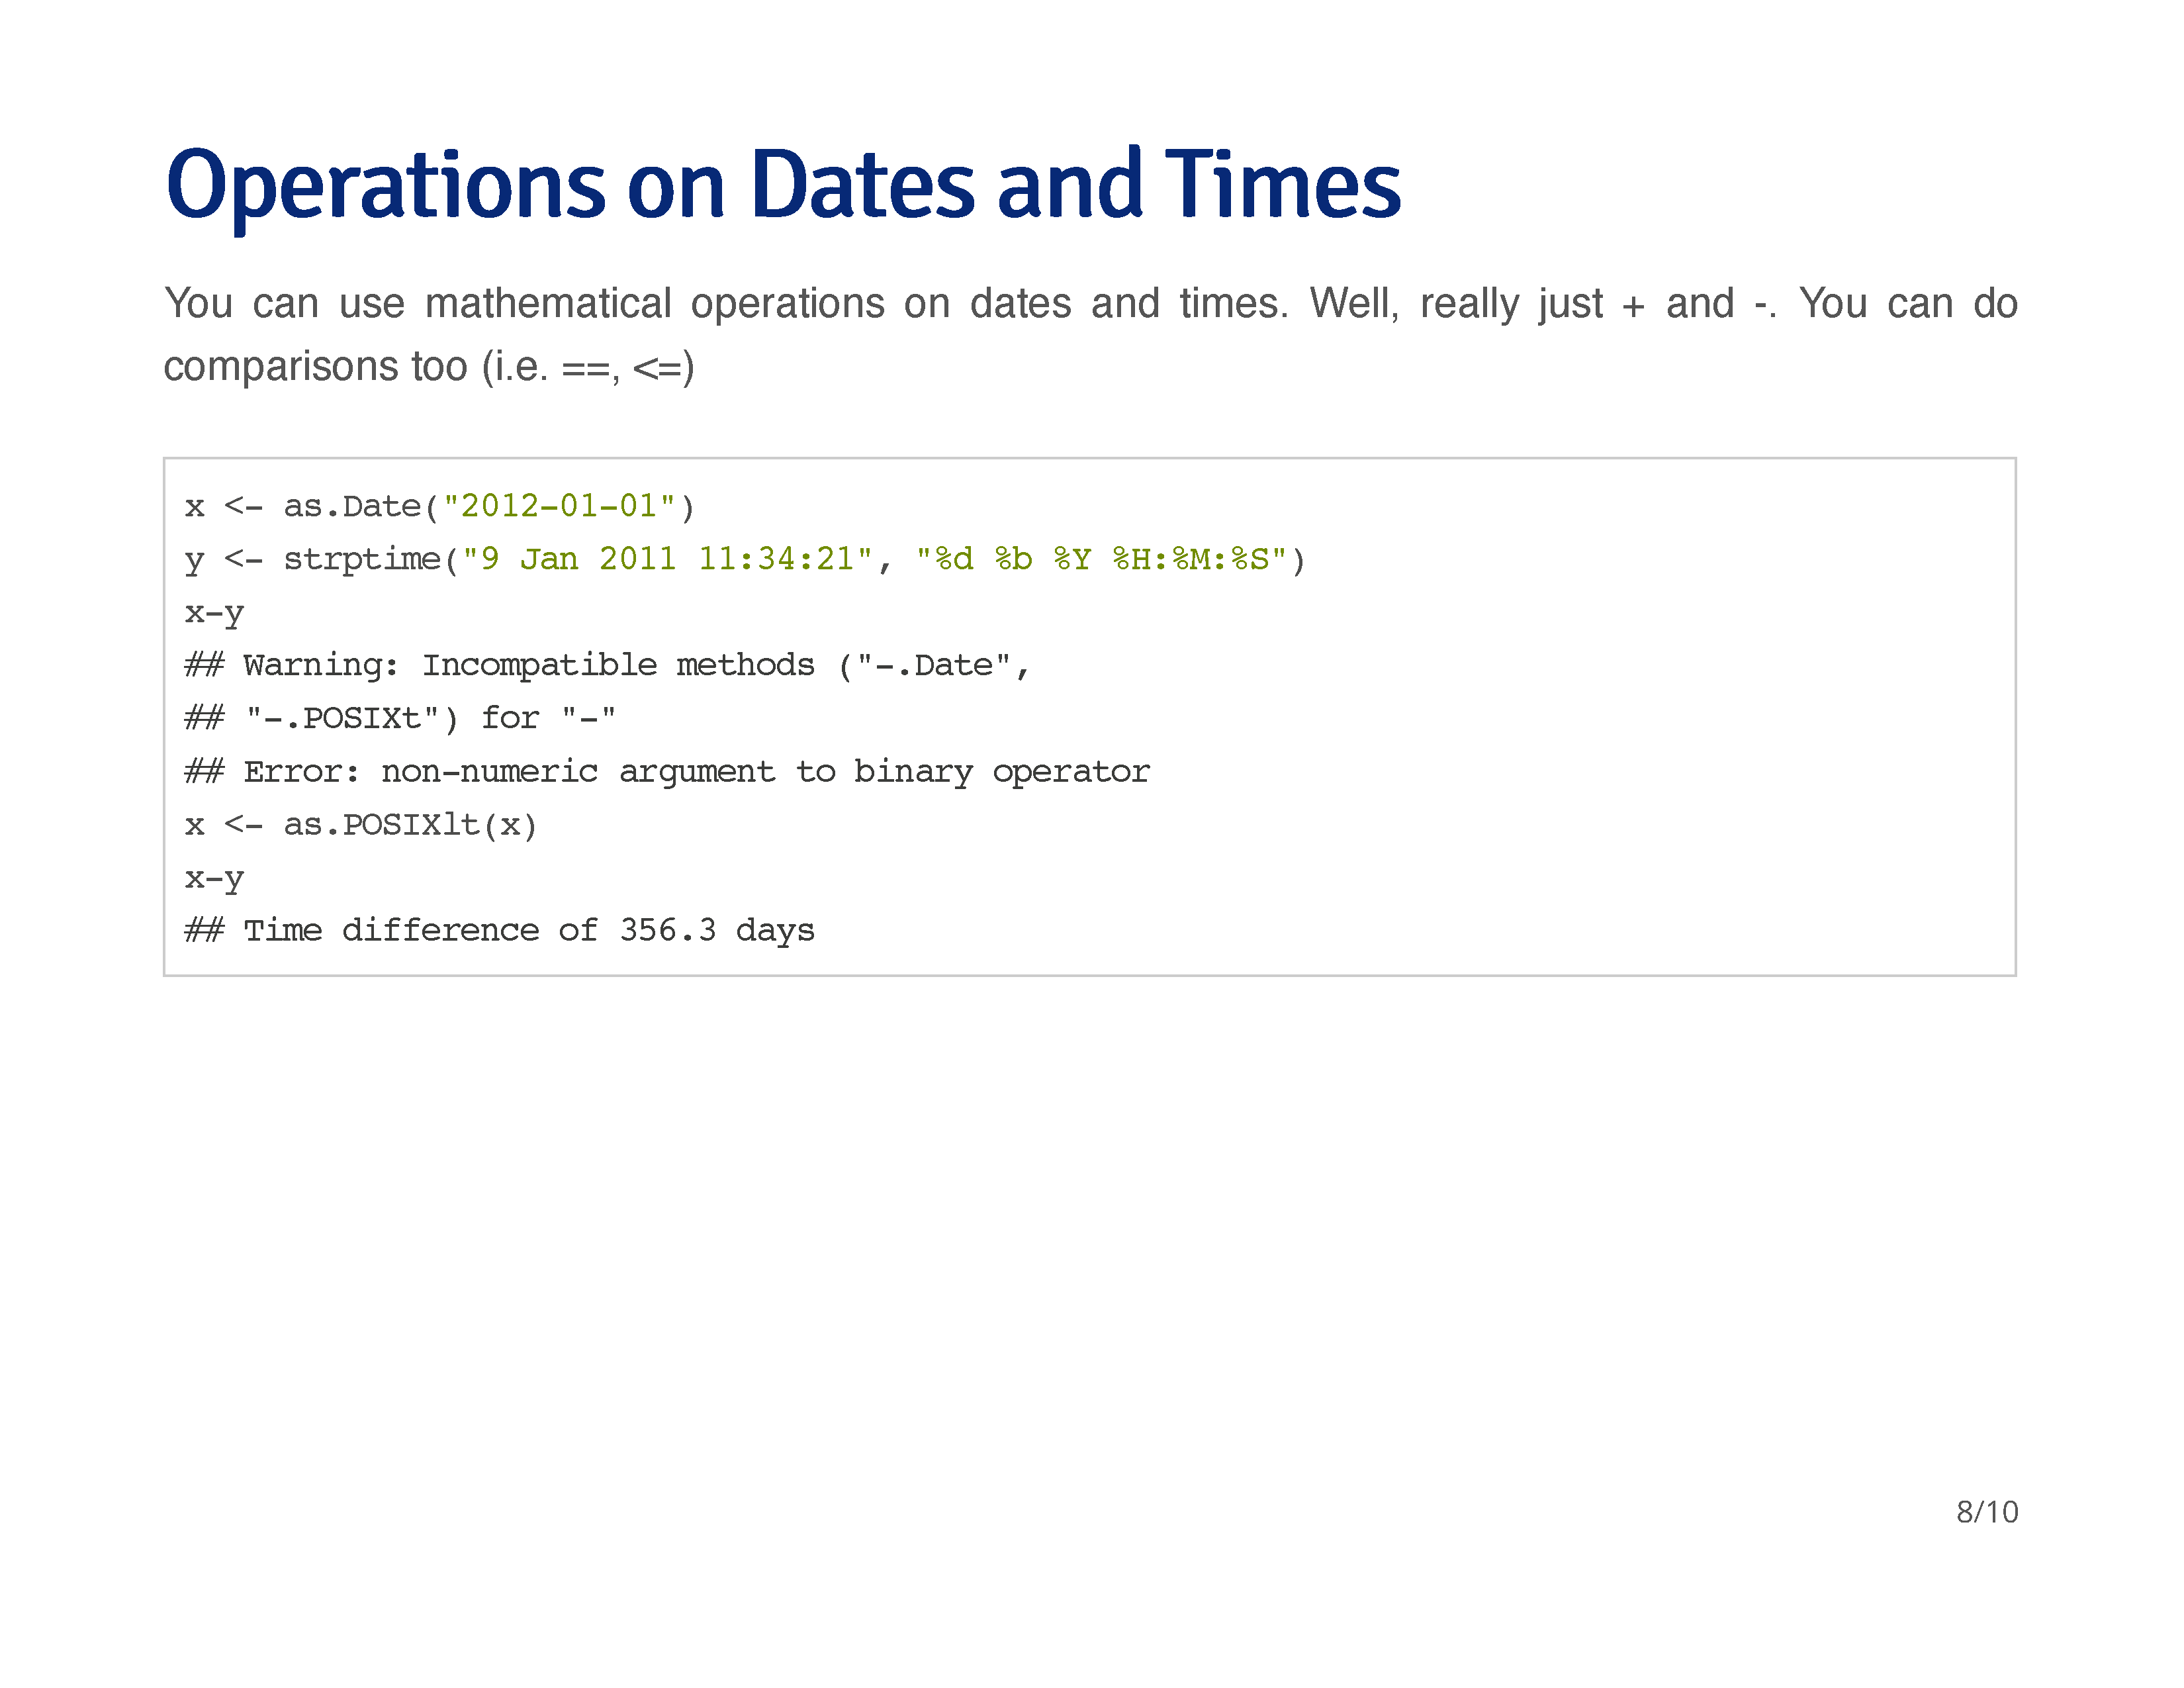 Operations on Dates and Times
You can use mathematical operations on dates and times. Well, really just + and -. You can do
comparisons too (i.e. ==, <=)
x <- as.Date("2012-01-01")
y <- strptime("9 Jan 2011 11:34:21", "%d %b %Y %H:%M:%S")
x-y
## Warning: Incompatible methods ("-.Date",
## "-.POSIXt") for "-"
## Error: non-numeric argument to binary operator
x <- as.POSIXlt(x)
x-y
## Time difference of 356.3 days
8/10